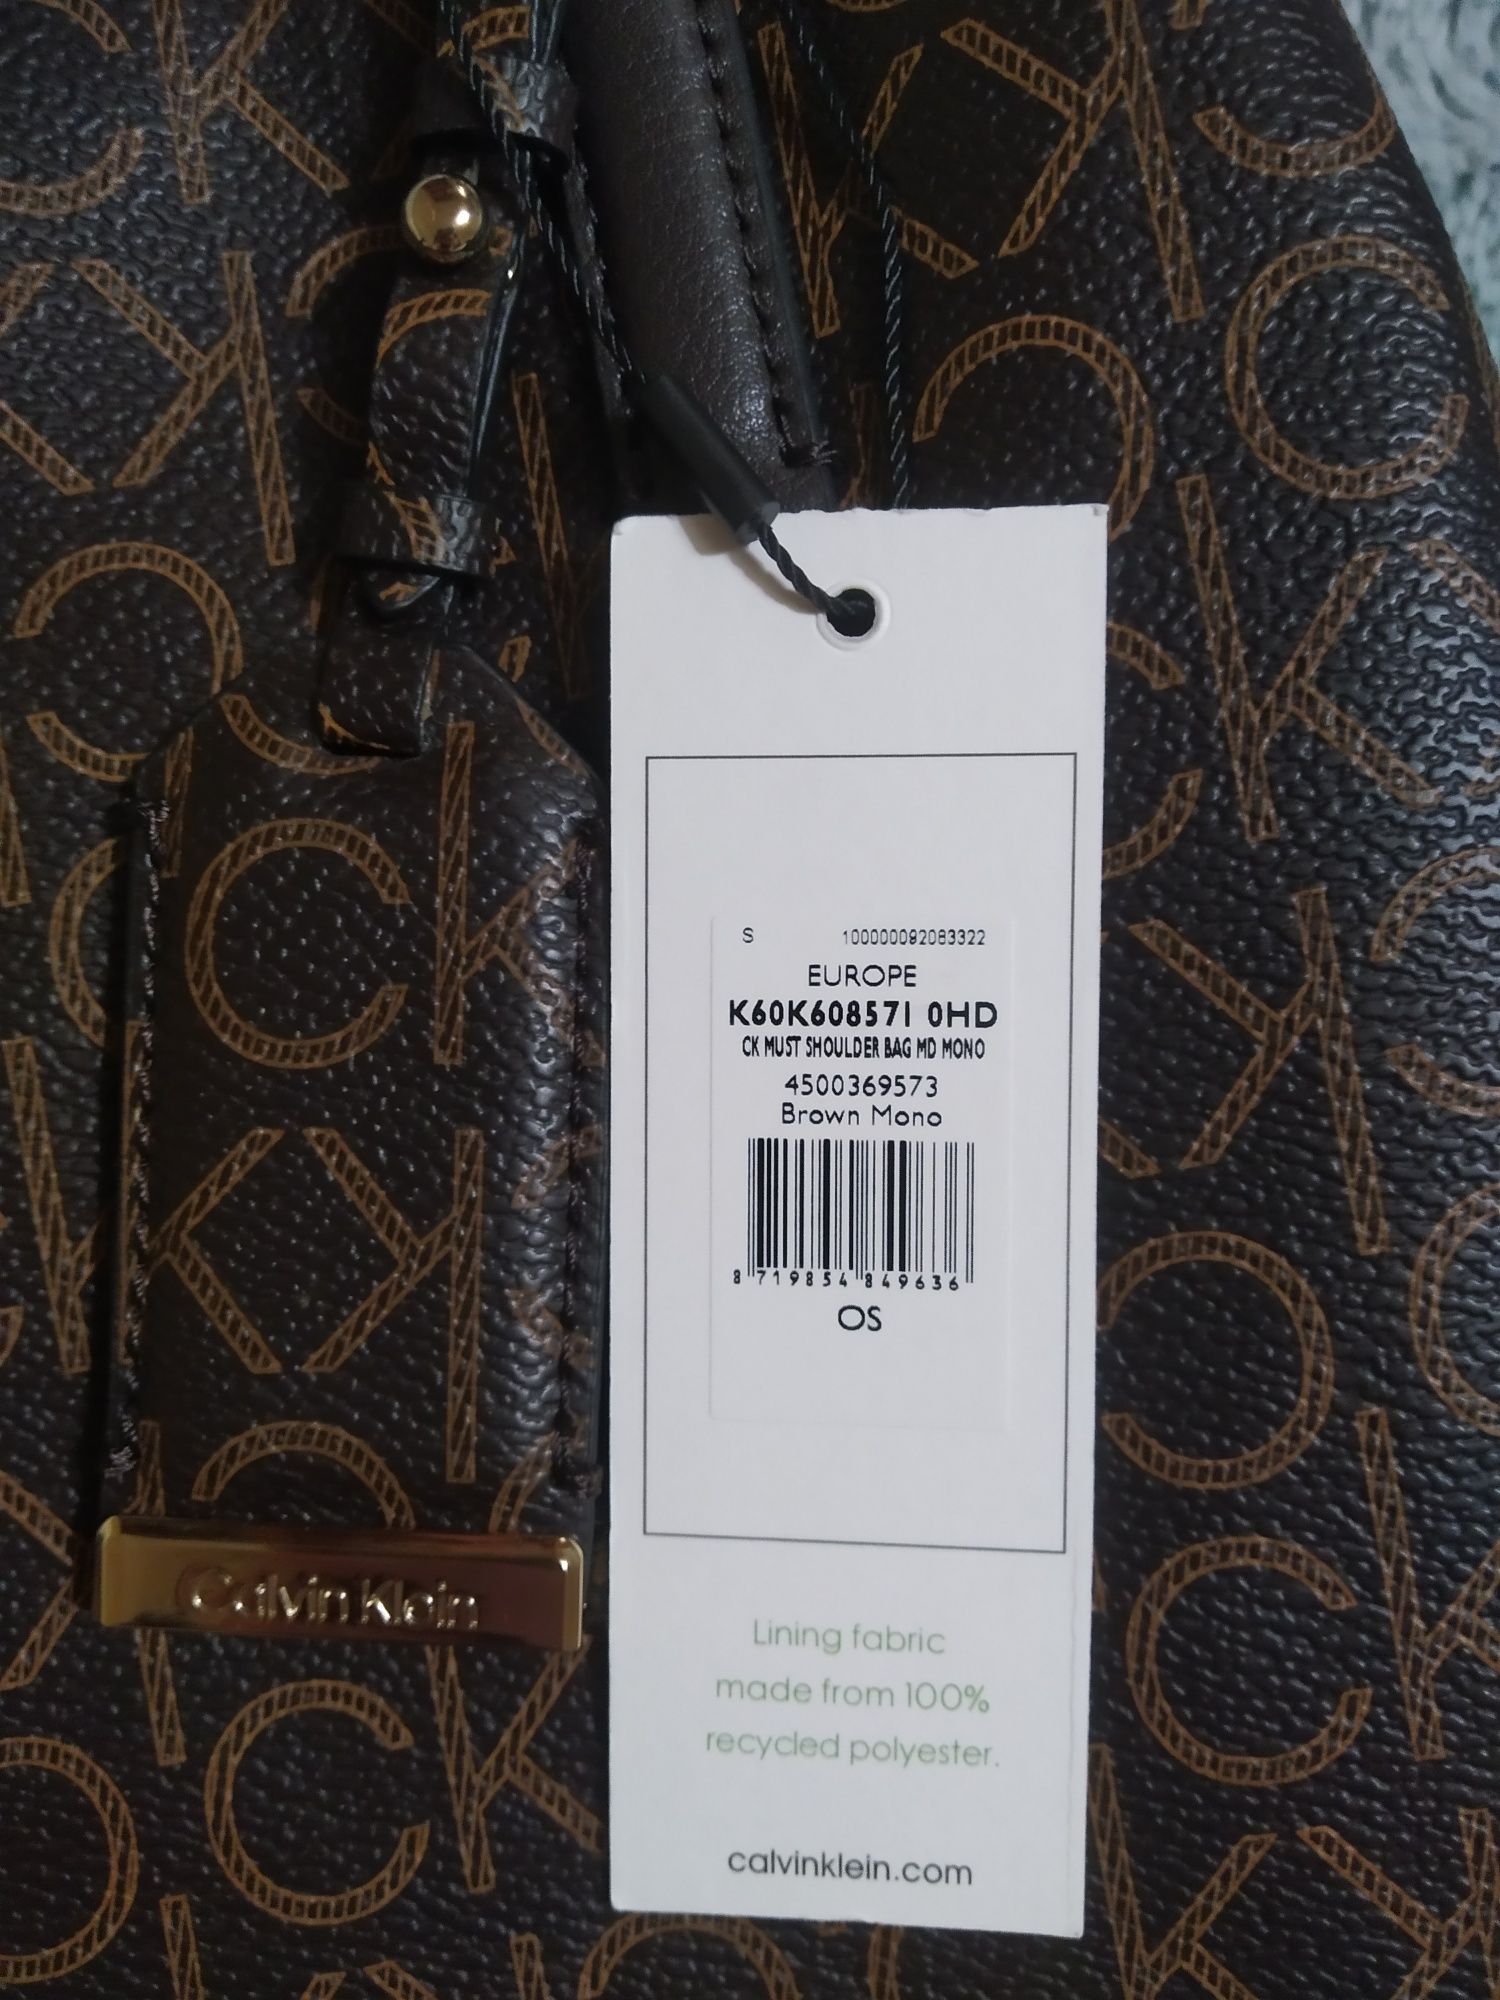 S 100000092083322
EUROPE
K60K608571 0HD
CK MUST SHOULDER BAG MD MONO
4500369573
Brown Mono
8 719854 849636
OS
Lining fabric
made from 100%
recycled polyester.
calvinklein.com
Calvin Klein